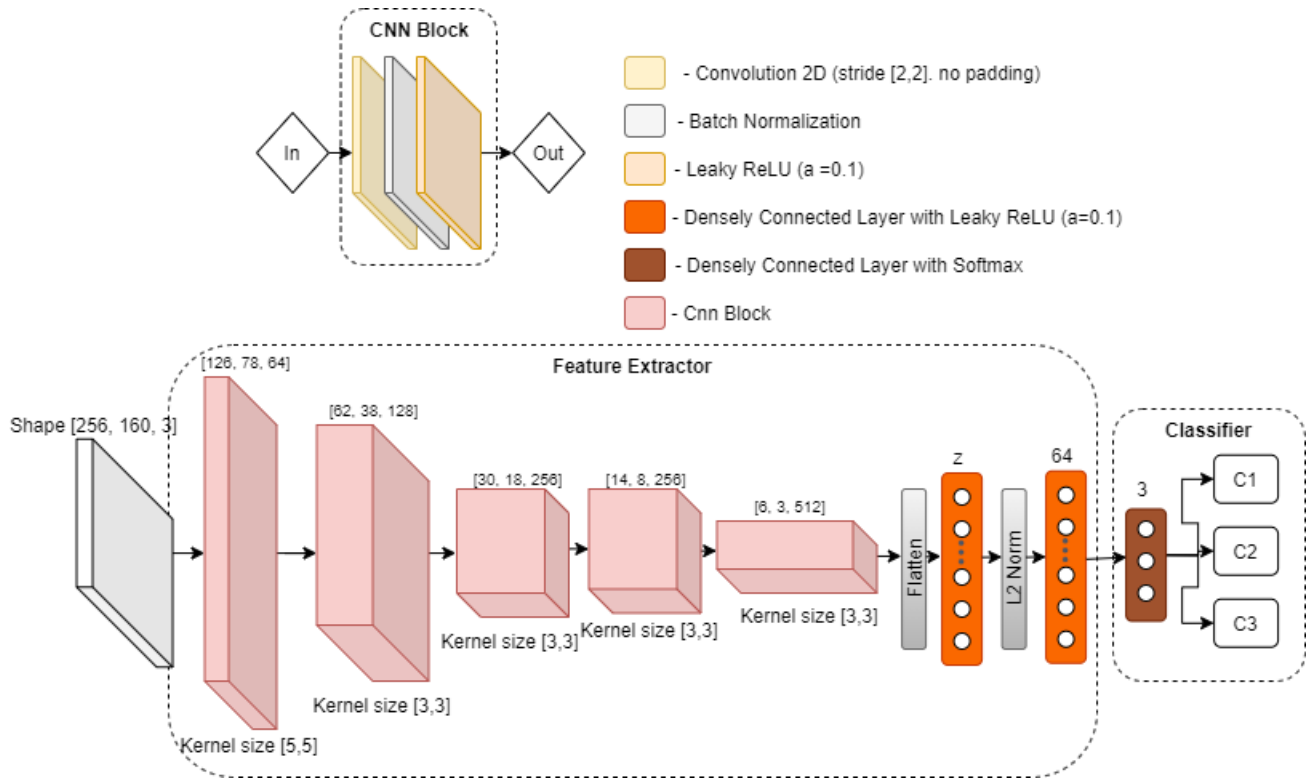 CNN Block
In
Out
- Convolution 2D (stride [2,2]. no padding)
- Batch Normalization
- Leaky ReLU (a =0.1)
- Densely Connected Layer with Leaky ReLU (a=0.1)
- Densely Connected Layer with Softmax
- Cnn Block
Feature Extractor
Shape [256, 160, 3]
[126, 78, 64]
Kernel size [5,5]
[62, 38, 128]
Kernel size [3,3]
[30, 18, 256]
Kernel size [3,3]
[14, 8, 256]
Kernel size [3,3]
[6, 3, 512]
Kernel size [3,3]
Flatten
z
L2 Norm
64
Classifier
3
C1
C2
C3